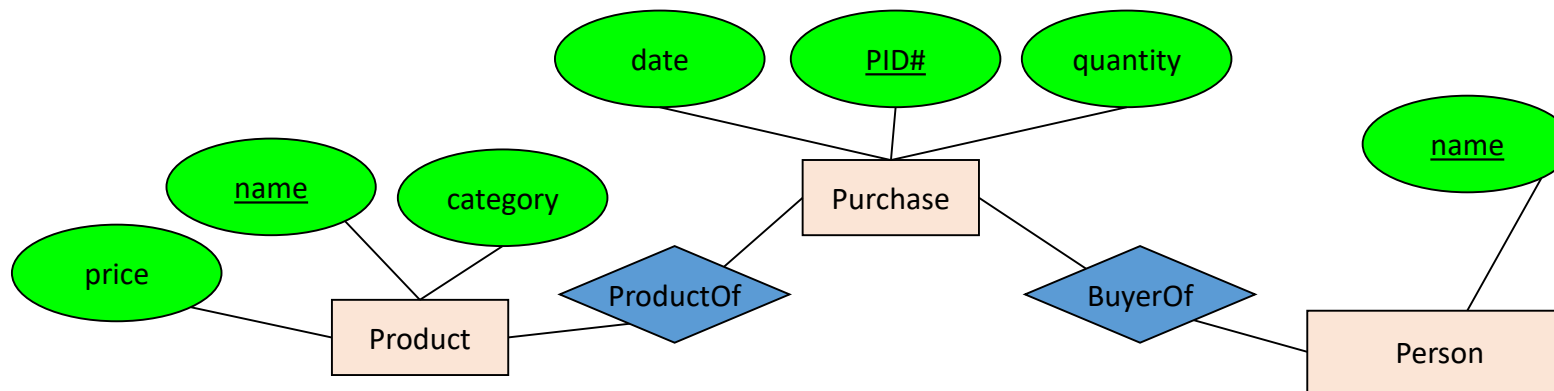 date
PID#
quantity
name
name
category
Purchase
price
ProductOf
BuyerOf
Product
Person